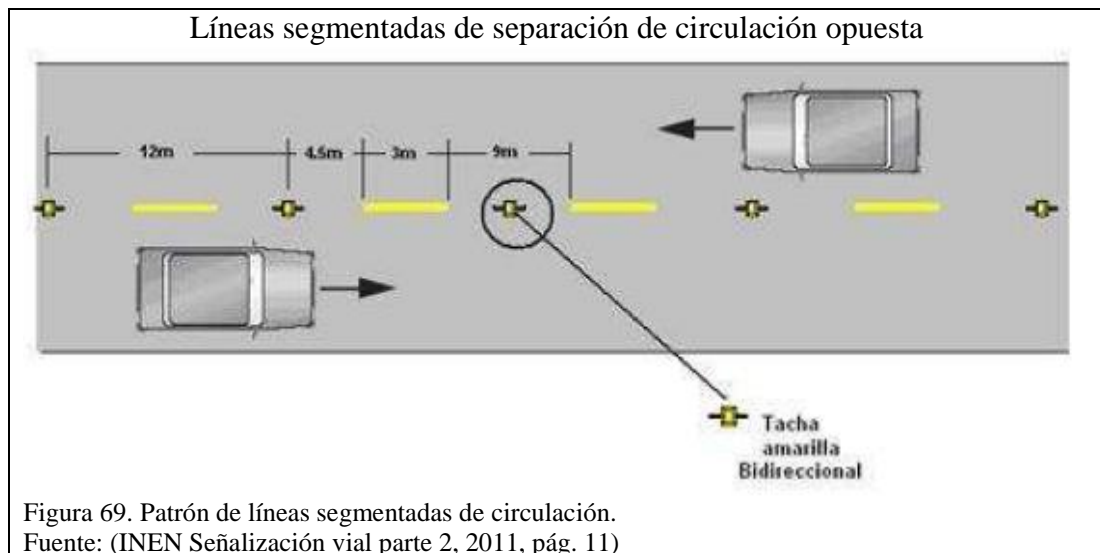 Líneas segmentadas de separación de circulación opuesta
12m
4.5m
3m
9m
Tacha
amarilla
Bidireccional
Figura 69. Patrón de líneas segmentadas de circulación.
Fuente: (INEN Señalización vial parte 2, 2011, pág. 11)